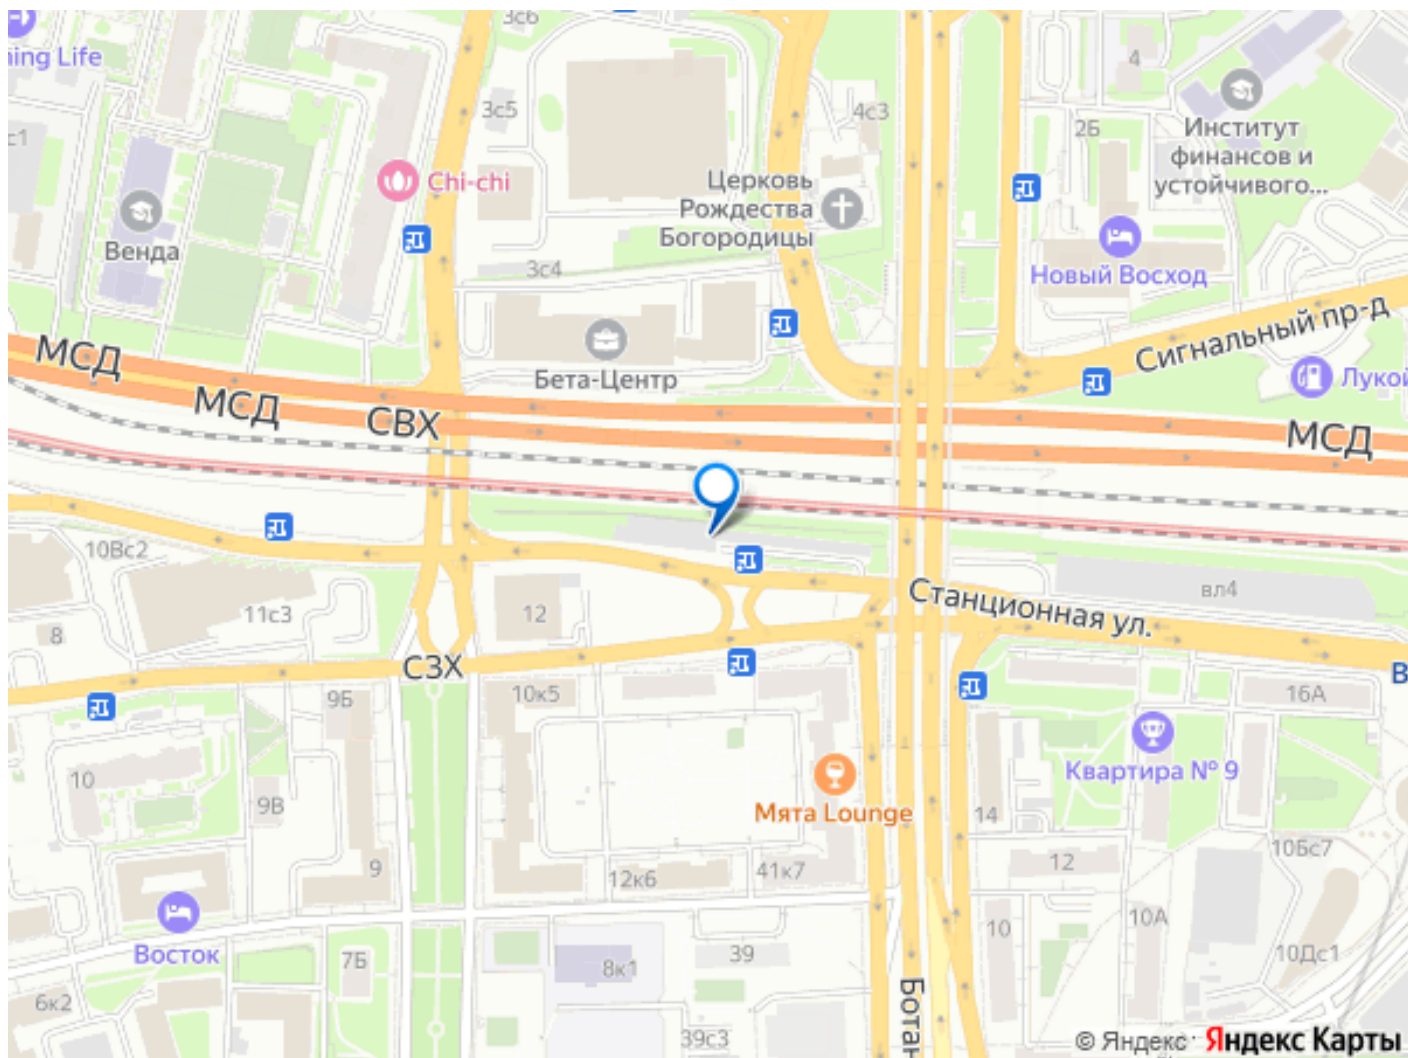 3с6
ning Life
4
3с5
4с3
2Б
с1
Институт
финансов и
устойчивого...
Chi-chi
Церковь
Рождества
Богородицы
Венда
3с4
Новый Восход
Сигнальный пр-д
МСД
Бета-Центр
Лукой
МСД
СВХ
МСД
10Вс2
11с3
12
вл4
Станционная ул.
8
СЗХ
В
9Б
10к5
16А
10
Квартира № 9
9В
Мята Lounge
14
10Бс7
9
12к6
41к7
12
10А
10
Восток
7Б
8к1
39
10Дс1
6к2
Ботан
39с3
© Яндекс Яндекс Карты